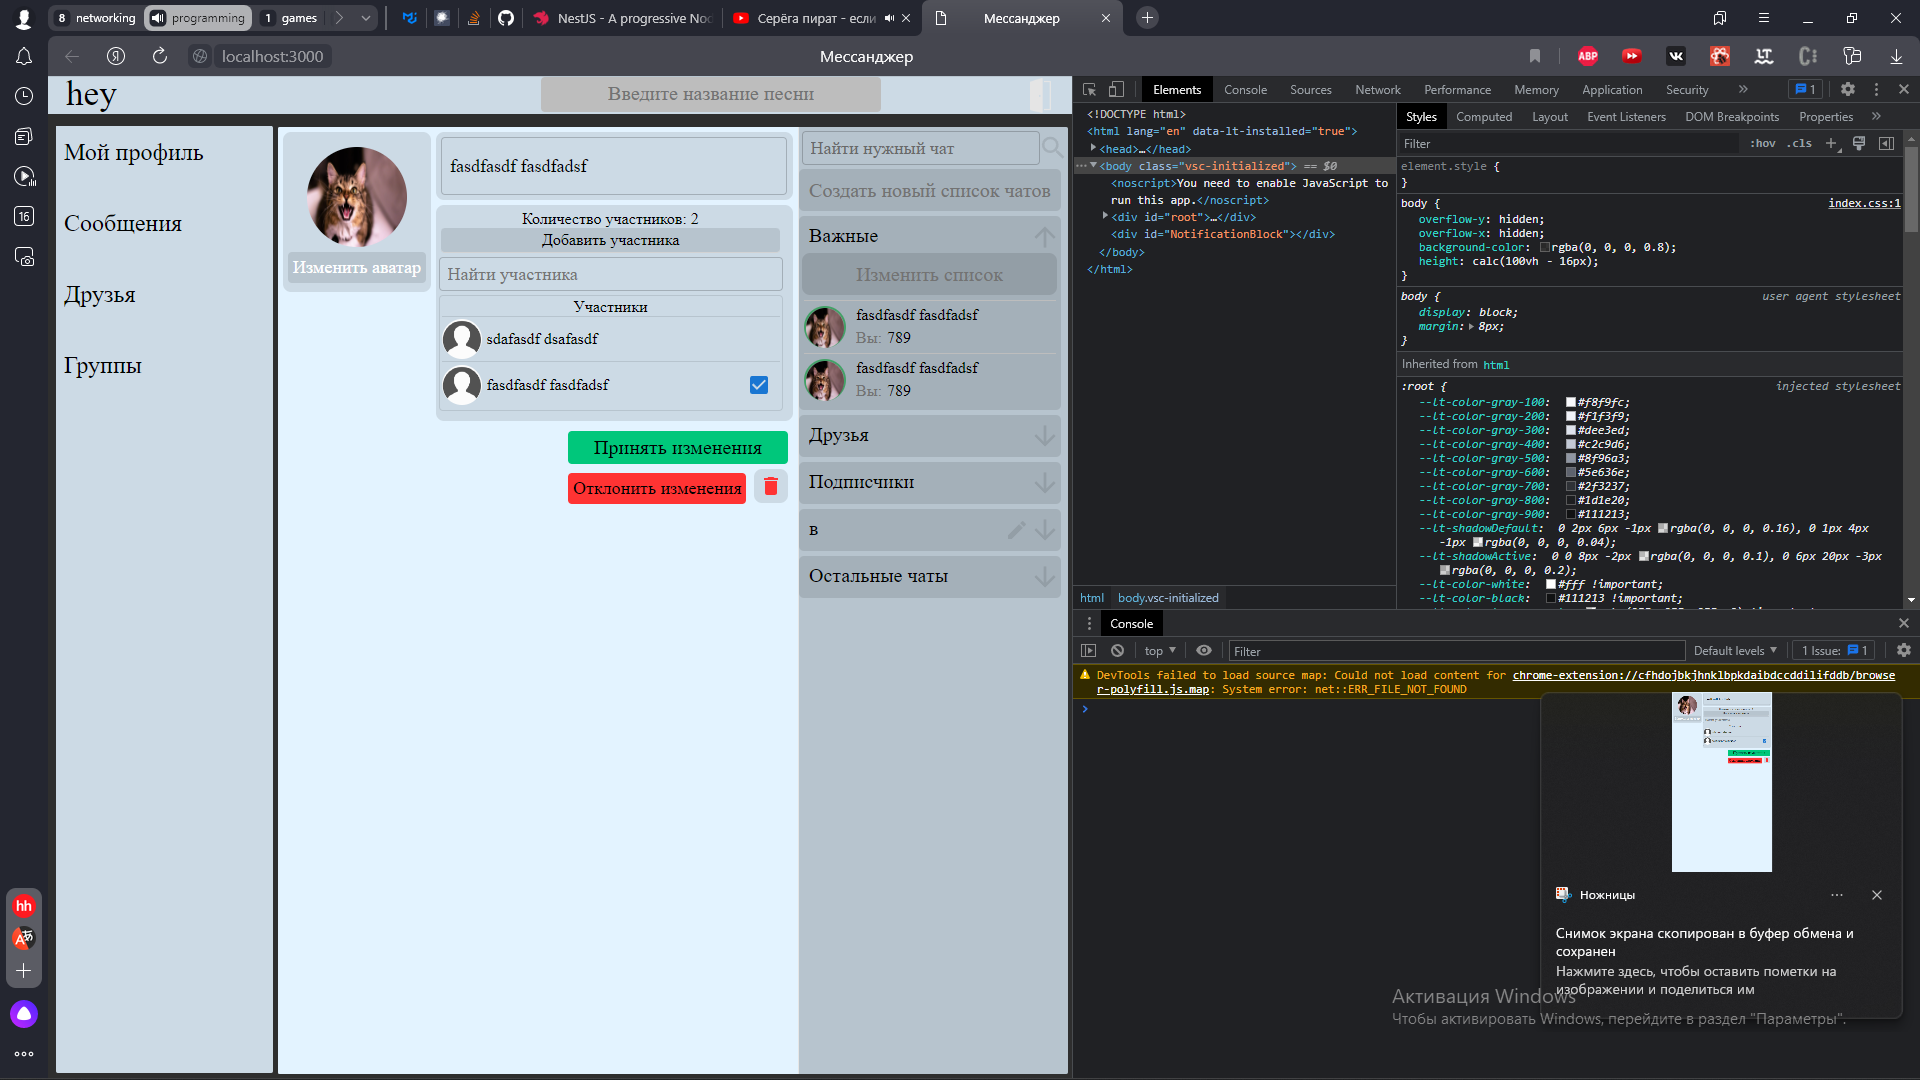 8 networking
programming
1 games
NestJS - A progressive Noc
Серёга пират - если
Мессанджер
localhost:3000
Мессанджер
ABP
16
hh
hey
Введите название песни
Мой профиль
Сообщения
Друзья
Группы
Изменить аватар
fasdfasdf fasdfadsf
Количество участников: 2
Добавить участника
Найти участника
Участники
sdafasdf dsafasdf
fasdfasdf fasdfadsf
Принять изменения
Отклонить изменения
Найти нужный чат
Создать новый список чатов
Важные
Изменить список
fasdfasdf fasdfadsf
Вы: 789
fasdfasdf fasdfadsf
Вы: 789
Друзья
Подписчики
в
Остальные чаты
Elements Console Sources Network Performance Memory Application Security » 1
<!DOCTYPE html>
<html lang="en" data-lt-installed="true">
<head>…</head>
<body class="vsc-initialized"> == $0
<noscript>You need to enable JavaScript to
run this app.</noscript>
<div id="root">…</div>
<div id="NotificationBlock"></div>
</body>
</html>
html body.vsc-initialized
Styles Computed Layout Event Listeners DOM Breakpoints Properties »
Filter :hov .cls +
element.style {
}
body { index.css:1
overflow-y: hidden;
overflow-x: hidden;
background-color: rgba(0, 0, 0, 0.8);
height: calc(100vh - 16px);
}
body { user agent stylesheet
display: block;
margin: 8px;
}
Inherited from html
:root { injected stylesheet
--lt-color-gray-100: #f8f9fc;
--lt-color-gray-200: #f1f3f9;
--lt-color-gray-300: #dee3ed;
--lt-color-gray-400: #c2c9d6;
--lt-color-gray-500: #8f96a3;
--lt-color-gray-600: #5e636e;
--lt-color-gray-700: #2f3237;
--lt-color-gray-800: #1d1e20;
--lt-color-gray-900: #111213;
--lt-shadowDefault: 0 2px 6px -1px rgba(0, 0, 0, 0.16), 0 1px 4px
-1px rgba(0, 0, 0, 0.04);
--lt-shadowActive: 0 0 8px -2px rgba(0, 0, 0, 0.1), 0 6px 20px -3px
rgba(0, 0, 0, 0.2);
--lt-color-white: #fff !important;
--lt-color-black: #111213 !important;
Console
top Filter Default levels 1 Issue: 1
DevTools failed to load source map: Could not load content for chrome-extension://cfhdojbkjhnklbpkdaibdccddilifddb/browse
r-polyfill.js.map: System error: net::ERR_FILE_NOT_FOUND
Ножницы
Снимок экрана скопирован в буфер обмена и
сохранен
Нажмите здесь, чтобы оставить пометки на
изображении и поделиться им
Активация Windows
Чтобы активировать Windows, перейдите в раздел "Параметры".